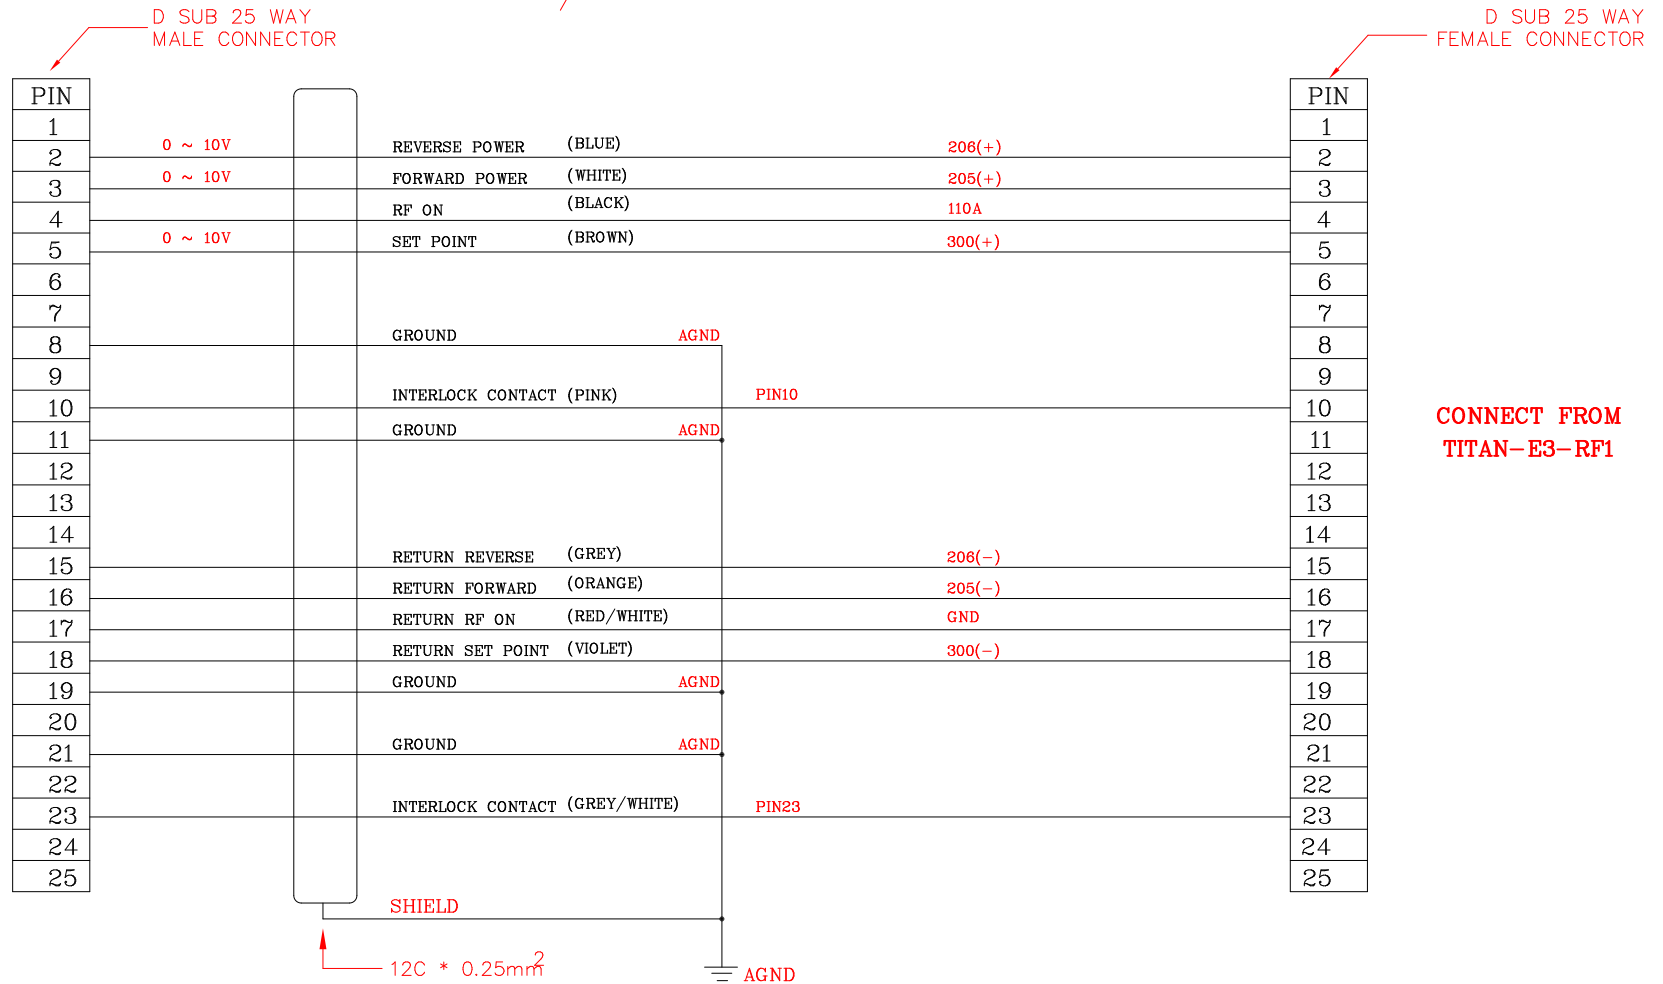 D SUB 25 WAY
MALE CONNECTOR
D SUB 25 WAY
FEMALE CONNECTOR
PIN PIN
1 1
0 ~ 10V REVERSE POWER (BLUE) 206(+)
2 2
0 ~ 10V FORWARD POWER (WHITE) 205(+)
3 3
RF ON (BLACK) 110A
4 4
0 ~ 10V SET POINT (BROWN) 300(+)
5 5
6 6
7 7
GROUND AGND
8 8
9 9
INTERLOCK CONTACT (PINK) PIN10
10 10
CONNECT FROM
TITAN-E3-RF1
GROUND AGND
11 11
12 12
13 13
14 14
RETURN REVERSE (GREY) 206(-)
15 15
RETURN FORWARD (ORANGE) 205(-)
16 16
RETURN RF ON (RED/WHITE) GND
17 17
RETURN SET POINT (VIOLET) 300(-)
18 18
GROUND AGND
19 19
20 20
GROUND AGND
21 21
22 22
INTERLOCK CONTACT (GREY/WHITE) PIN23
23 23
24 24
25 25
SHIELD
12C * 0.25mm2
AGND